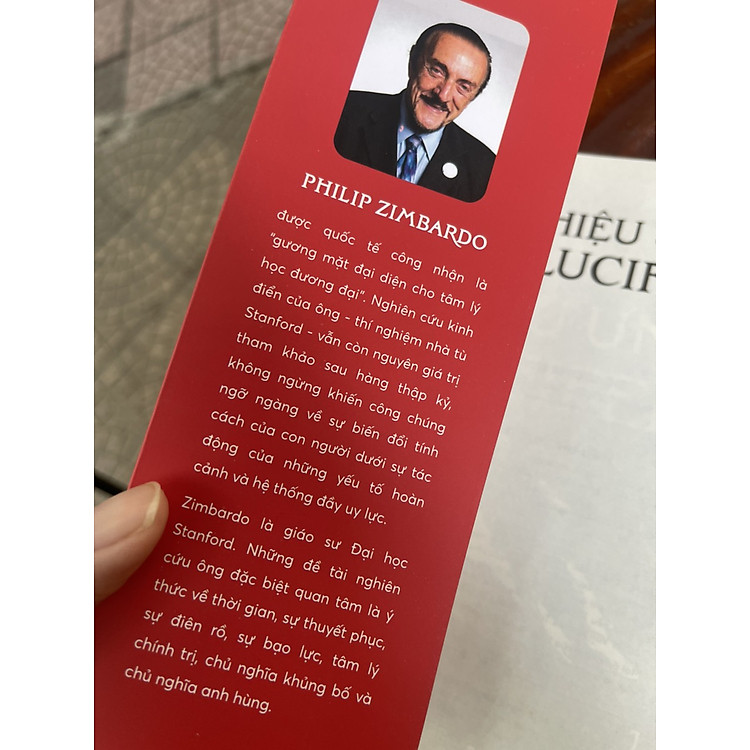 PHILIP ZIMBARDO
được quốc tế công nhận là
"gương mặt đại diện cho tâm lý
học đương đại". Nghiên cứu kinh
điển của ông - thí nghiệm nhà tù
Stanford - vẫn còn nguyên giá trị
tham khảo sau hàng thập kỷ,
không ngừng khiến công chúng
ngỡ ngàng về sự biến đổi tính
cách của con người dưới sự tác
động của những yếu tố hoàn
cảnh và hệ thống đầy uy lực.
Zimbardo là giáo sư Đại học
Stanford. Những đề tài nghiên
cứu ông đặc biệt quan tâm là ý
thức về thời gian, sự thuyết phục,
sự điên rồ, sự bạo lực, tâm lý
chính trị, chủ nghĩa khủng bố và
chủ nghĩa anh hùng.
HIỆU
LUCIF